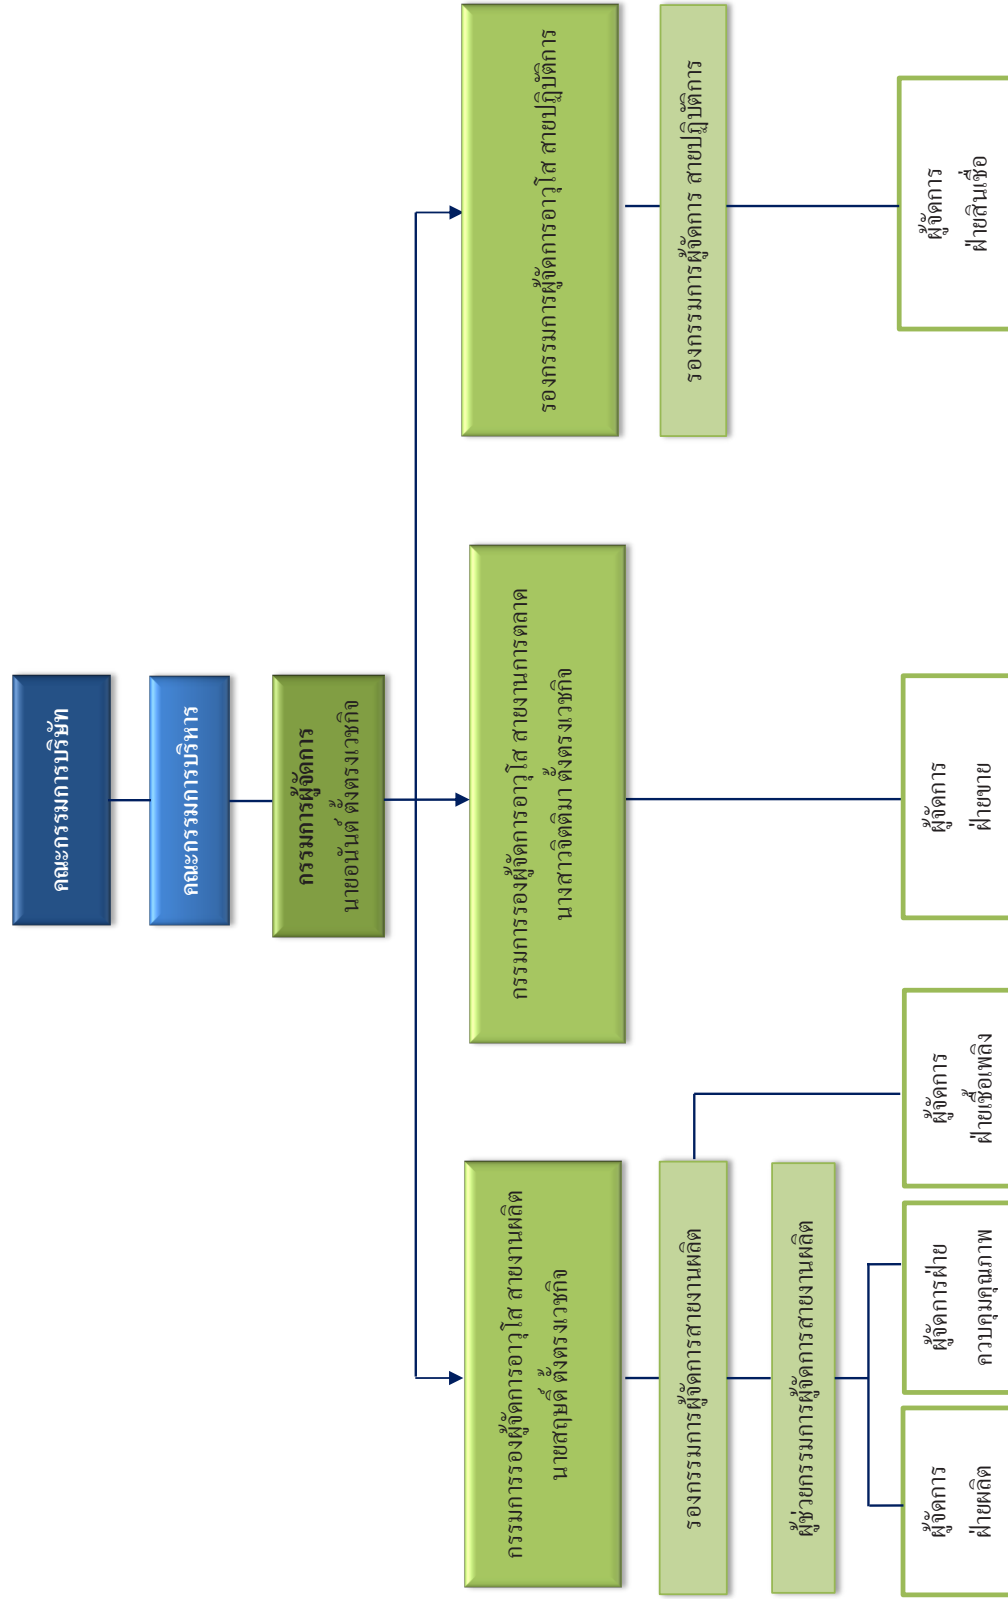 คณะกรรมการบริษัท
คณะกรรมการบริหาร
กรรมการผู้จัดการ
นายอนันต์ ตั้งตรงเวชกิจ
กรรมการรองผู้จัดการอาวุโส สายงานผลิต
นายสฤษดิ์ ตั้งตรงเวชกิจ
กรรมการรองผู้จัดการอาวุโส สายงานการตลาด
นางสาวจิตติมา ตั้งตรงเวชกิจ
รองกรรมการผู้จัดการอาวุโส สายปฏิบัติการ
รองกรรมการผู้จัดการสายงานผลิต
รองกรรมการผู้จัดการ สายปฏิบัติการ
ผู้ช่วยกรรมการผู้จัดการสายงานผลิต
ผู้จัดการ
ฝ่ายผลิต
ผู้จัดการฝ่าย
ควบคุมคุณภาพ
ผู้จัดการ
ฝ่ายเชื้อเพลิง
ผู้จัดการ
ฝ่ายขาย
ผู้จัดการ
ฝ่ายสินเชื่อ